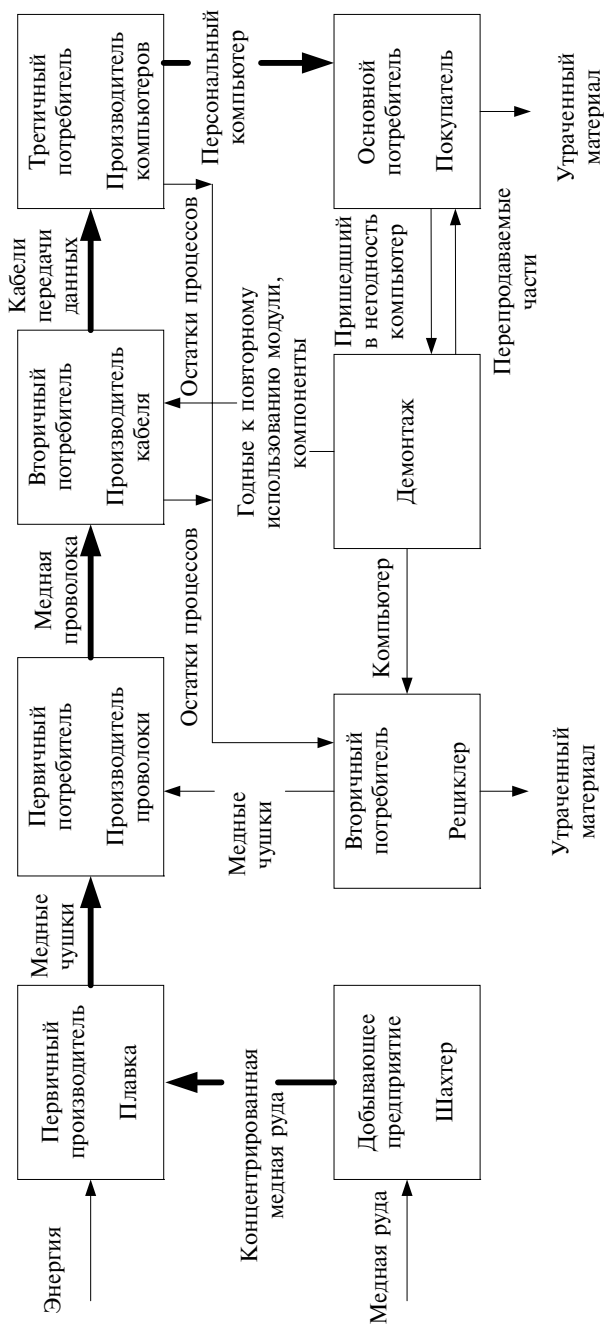 Энергия
Первичный
производитель
Плавка
Медные
чушки
Первичный
потребитель
Производитель
проволоки
Медная
проволока
Вторичный
потребитель
Производитель
кабеля
Кабели
передачи
данных
Третичный
потребитель
Производитель
компьютеров
Концентрированная
медная руда
Медные
чушки
Остатки процессов
Остатки процессов
Годные к повторному
использованию модули,
компоненты
Персональный
компьютер
Медная руда
Добывающее
предприятие
Шахтер
Вторичный
потребитель
Рециклер
Компьютер
Демонтаж
Пришедший
в негодность
компьютер
Перепродаваемые
части
Основной
потребитель
Покупатель
Утраченный
материал
Утраченный
материал